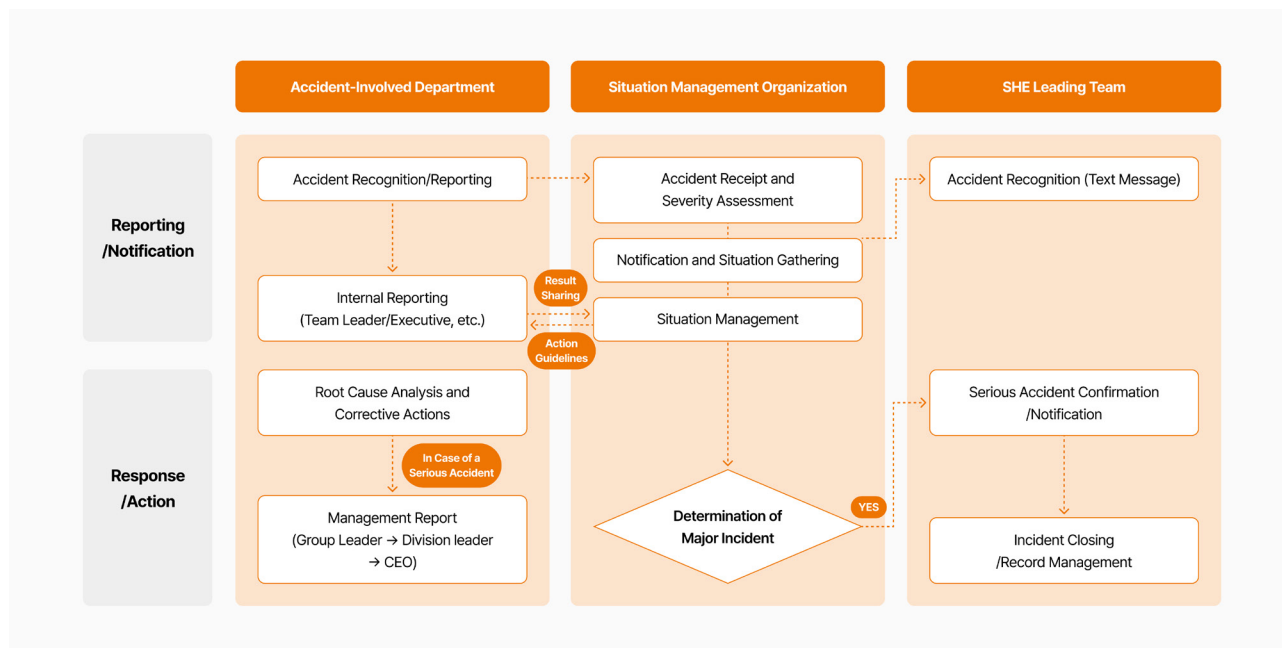 Accident-Involved Department
Situation Management Organization
SHE Leading Team
Reporting
/Notification
Accident Recognition/Reporting
Accident Receipt and
Severity Assessment
Accident Recognition (Text Message)
Notification and Situation Gathering
Internal Reporting
(Team Leader/Executive, etc.)
Result
Sharing
Situation Management
Action
Guidelines
Response
/Action
Root Cause Analysis and
Corrective Actions
In Case of a
Serious Accident
Management Report
(Group Leader → Division leader
→ CEO)
Determination of
Major Incident
YES
Serious Accident Confirmation
/Notification
Incident Closing
/Record Management